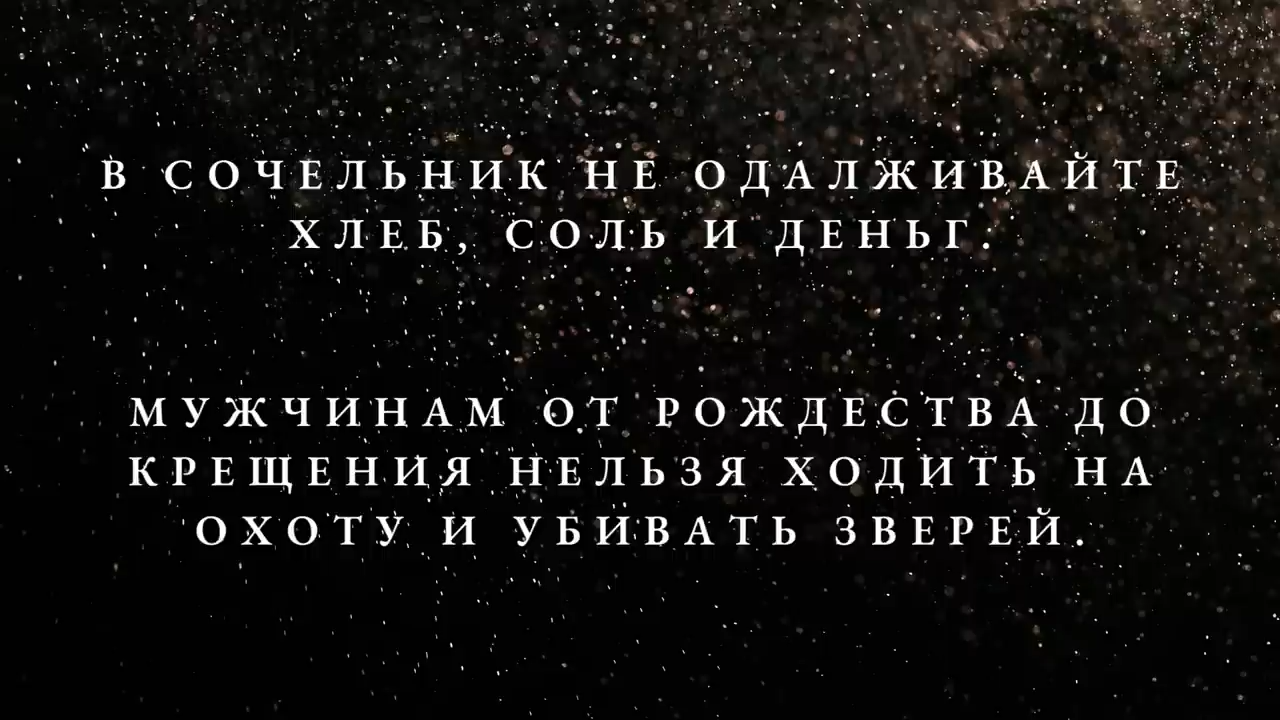 В СОЧЕЛЬНИК НЕ ОДАЛЖИВАЙТЕ
ХЛЕБ, СОЛЬ И ДЕНЬГ.
МУЖЧИНАМ ОТ РОЖДЕСТВА ДО
КРЕЩЕНИЯ НЕЛЬЗЯ ХОДИТЬ НА
ОХОТУ И УБИВАТЬ ЗВЕРЕЙ.